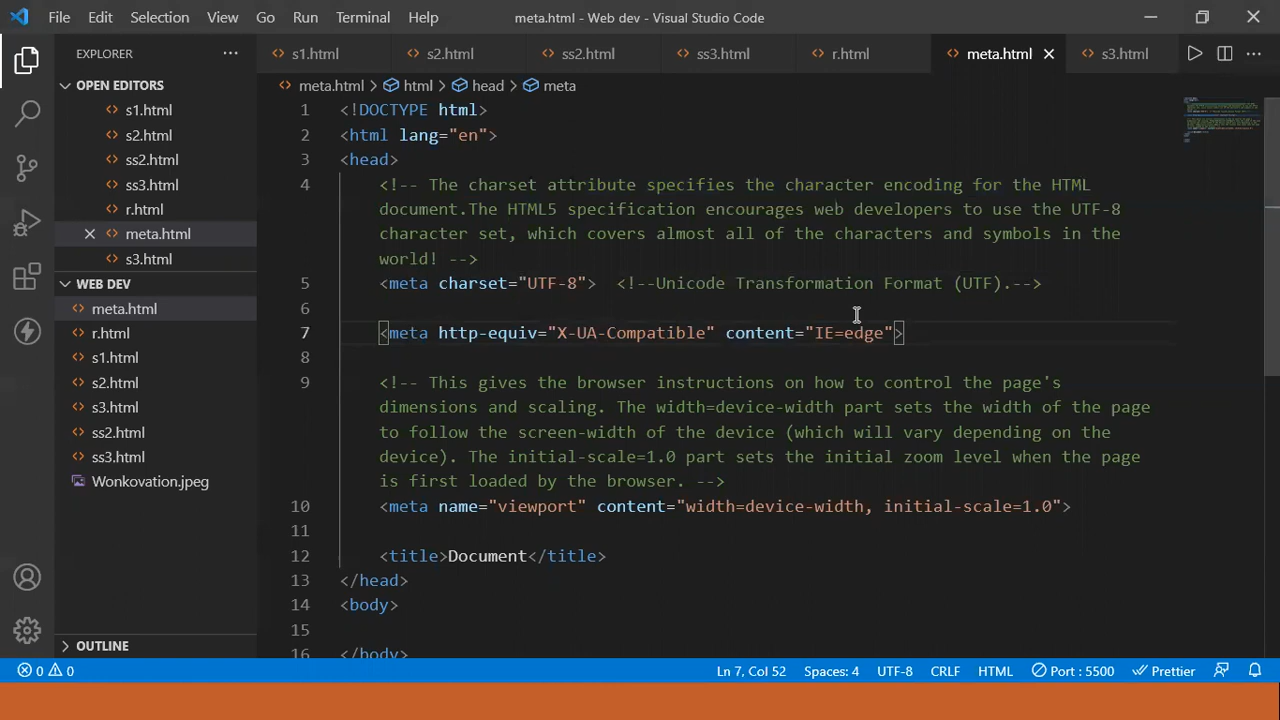 File Edit Selection View Go Run Terminal Help meta.html - Web dev - Visual Studio Code
EXPLORER
s1.html s2.html ss2.html ss3.html r.html meta.html s3.html
OPEN EDITORS
s1.html
s2.html
ss2.html
ss3.html
r.html
meta.html
s3.html
WEB DEV
meta.html
r.html
s1.html
s2.html
s3.html
ss2.html
ss3.html
Wonkovation.jpeg
OUTLINE
meta.html > html > head > meta
1 <!DOCTYPE html>
2 <html lang="en">
3 <head>
4 <!-- The charset attribute specifies the character encoding for the HTML
document.The HTML5 specification encourages web developers to use the UTF-8
character set, which covers almost all of the characters and symbols in the
world! -->
5 <meta charset="UTF-8"> <!--Unicode Transformation Format (UTF).-->
6
7 <meta http-equiv="X-UA-Compatible" content="IE=edge">
8
9 <!-- This gives the browser instructions on how to control the page's
dimensions and scaling. The width=device-width part sets the width of the page
to follow the screen-width of the device (which will vary depending on the
device). The initial-scale=1.0 part sets the initial zoom level when the page
is first loaded by the browser. -->
10 <meta name="viewport" content="width=device-width, initial-scale=1.0">
11
12 <title>Document</title>
13 </head>
14 <body>
15
16 </body>
0 0 Ln 7, Col 52 Spaces: 4 UTF-8 CRLF HTML Port : 5500 Prettier